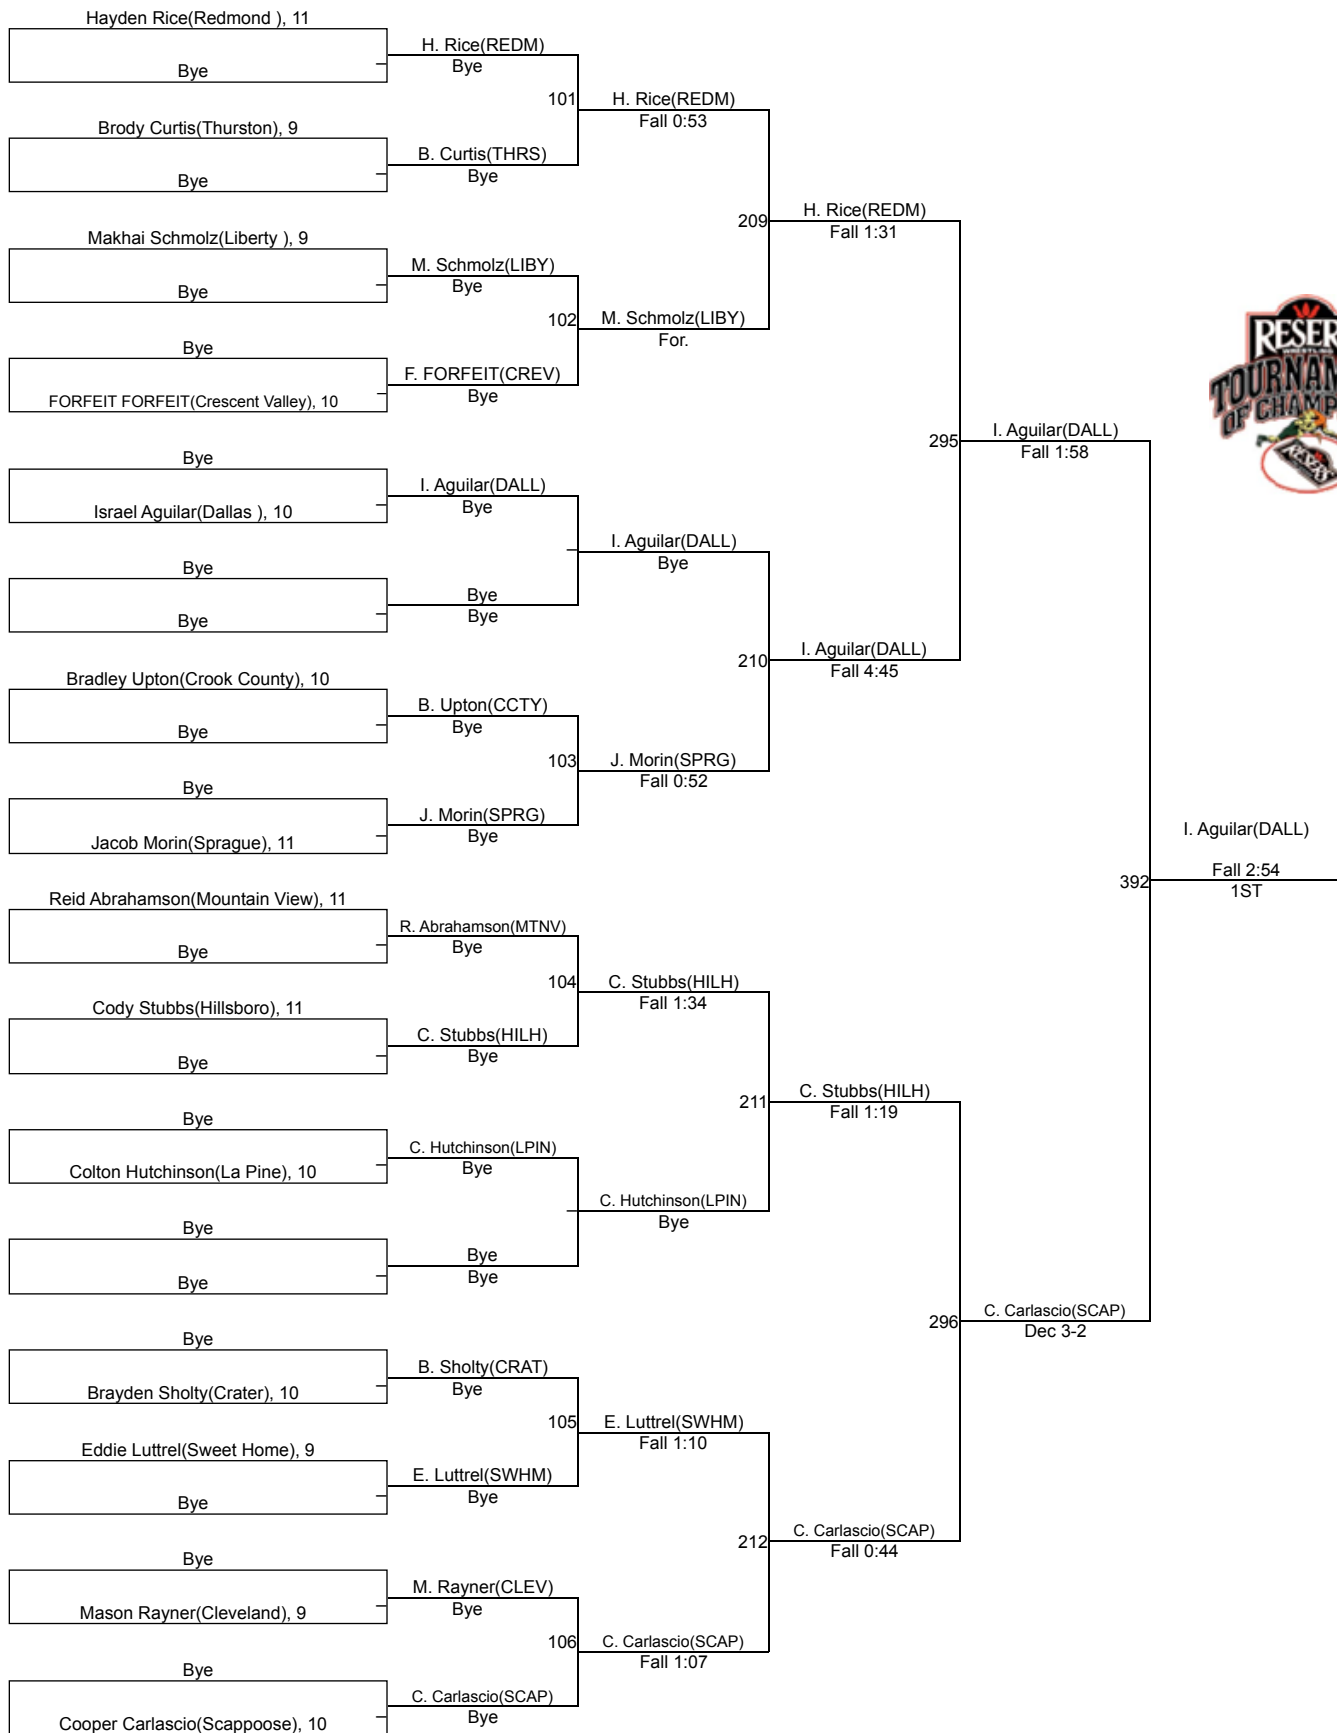 Hayden Rice(Redmond ), 11
H. Rice(REDM)
Bye
Bye
101
H. Rice(REDM)
Fall 0:53
Brody Curtis(Thurston), 9
B. Curtis(THRS)
Bye
Bye
209
H. Rice(REDM)
Fall 1:31
Makhai Schmolz(Liberty ), 9
M. Schmolz(LIBY)
Bye
Bye
102
M. Schmolz(LIBY)
For.
Bye
F. FORFEIT(CREV)
Bye
FORFEIT FORFEIT(Crescent Valley), 10
295
I. Aguilar(DALL)
Fall 1:58
Bye
I. Aguilar(DALL)
Bye
Israel Aguilar(Dallas ), 10
I. Aguilar(DALL)
Bye
Bye
Bye
Bye
Bye
210
I. Aguilar(DALL)
Fall 4:45
Bradley Upton(Crook County), 10
B. Upton(CCTY)
Bye
Bye
103
J. Morin(SPRG)
Fall 0:52
Bye
J. Morin(SPRG)
Bye
Jacob Morin(Sprague), 11
392
I. Aguilar(DALL)
Fall 2:54
1ST
Reid Abrahamson(Mountain View), 11
R. Abrahamson(MTNV)
Bye
Bye
104
C. Stubbs(HILH)
Fall 1:34
Cody Stubbs(Hillsboro), 11
C. Stubbs(HILH)
Bye
Bye
211
C. Stubbs(HILH)
Fall 1:19
Bye
C. Hutchinson(LPIN)
Bye
Colton Hutchinson(La Pine), 10
C. Hutchinson(LPIN)
Bye
Bye
Bye
Bye
Bye
296
C. Carlascio(SCAP)
Dec 3-2
Bye
B. Sholty(CRAT)
Bye
Brayden Sholty(Crater), 10
105
E. Luttrel(SWHM)
Fall 1:10
Eddie Luttrel(Sweet Home), 9
E. Luttrel(SWHM)
Bye
Bye
212
C. Carlascio(SCAP)
Fall 0:44
Bye
M. Rayner(CLEV)
Bye
Mason Rayner(Cleveland), 9
106
C. Carlascio(SCAP)
Fall 1:07
Bye
C. Carlascio(SCAP)
Bye
Cooper Carlascio(Scappoose), 10
WRESTLING
OF